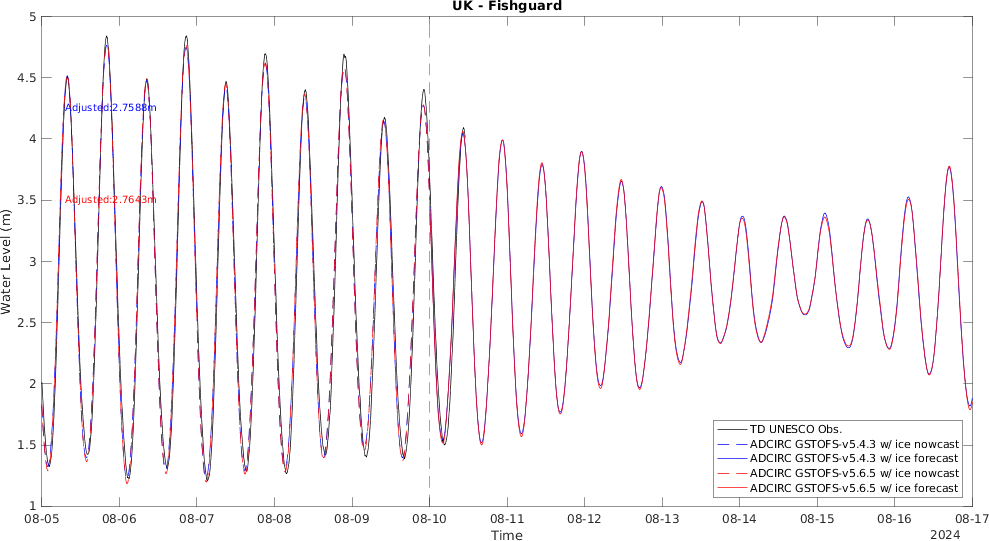 UK - Fishguard
5
4.5
4
3.5
3
2.5
2
1.5
1
Water Level (m)
Adjusted:2.7588m
Adjusted:2.7643m
TD UNESCO Obs.
ADCIRC GSTOFS-v5.4.3 w/ ice nowcast
ADCIRC GSTOFS-v5.4.3 w/ ice forecast
ADCIRC GSTOFS-v5.6.5 w/ ice nowcast
ADCIRC GSTOFS-v5.6.5 w/ ice forecast
08-05 08-06 08-07 08-08 08-09 08-10 08-11 08-12 08-13 08-14 08-15 08-16 08-17
Time
2024